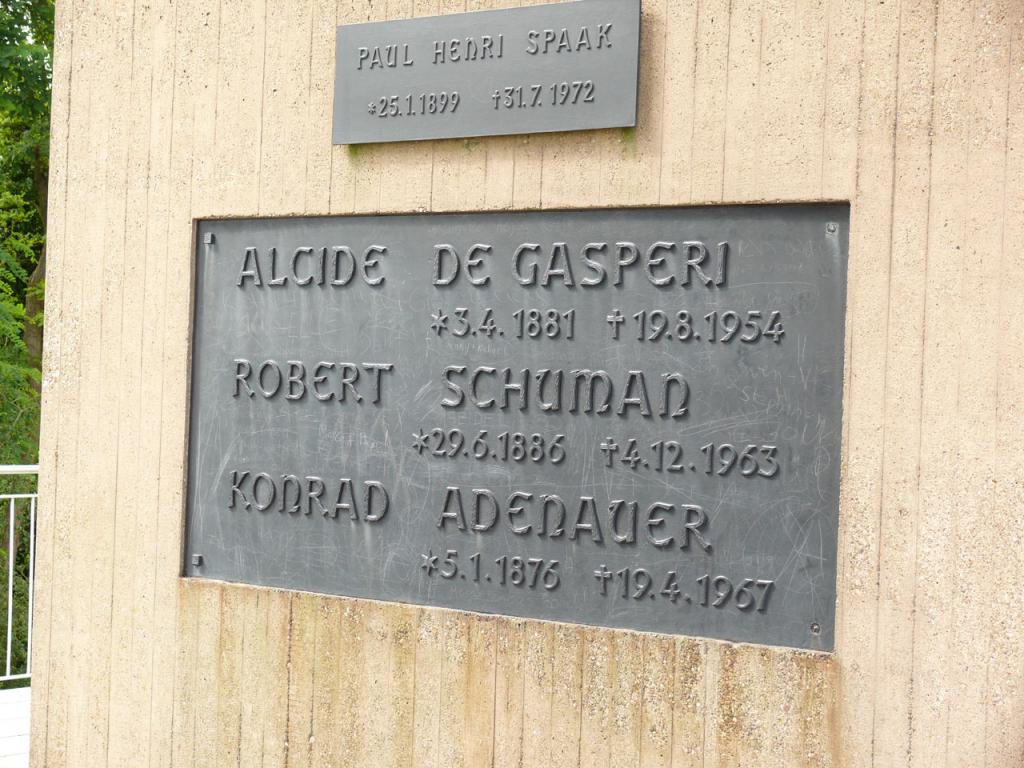 PAUL HENRI SPAAK
*25.1.1899 †31.7.1972
ALCIDE DE GASPERI
*3.4.1881 †19.8.1954
ROBERT SCHUMAN
*29.6.1886 †4.12.1963
KONRAD ADENAUER
*5.1.1876 †19.4.1967